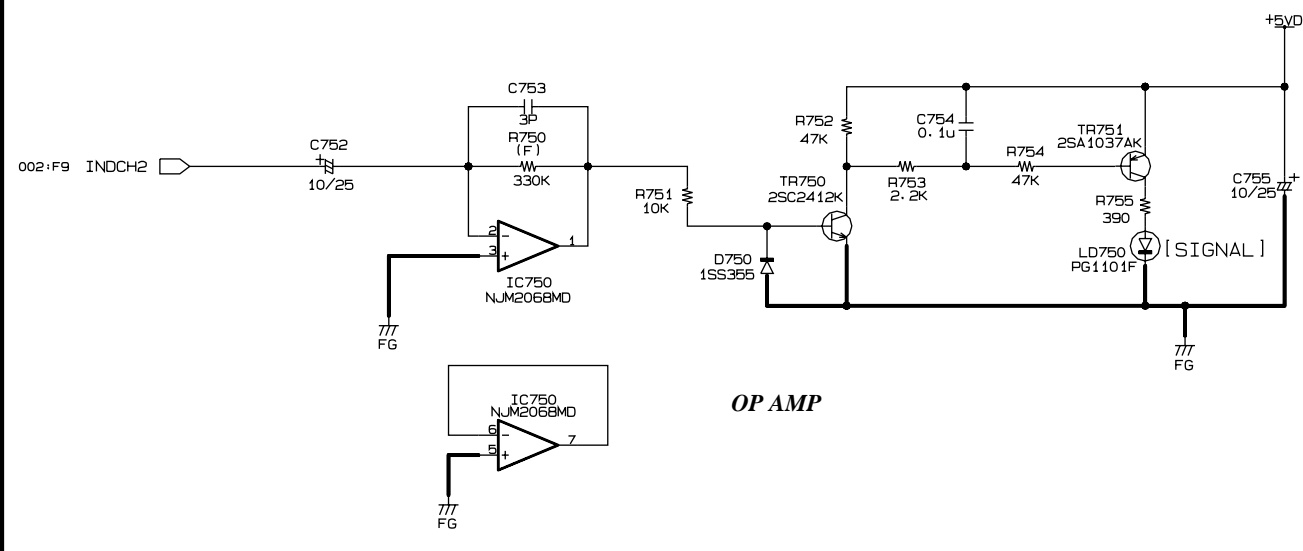 +5VD
C753
3P
R750
(F)
330K
C752
+
10/25
002:F9 INDCH2
R751
10K
2
−
3
+
1
IC750
NJM2068MD
FG
R752
47K
C754
0.1u
TR751
2SA1037AK
R754
47K
R753
2.2K
TR750
2SC2412K
D750
1SS355
R755
390
LD750
PG1101F
[SIGNAL]
C755
10/25
+
FG
IC750
NJM2068MD
6
−
5
+
7
FG
OP AMP